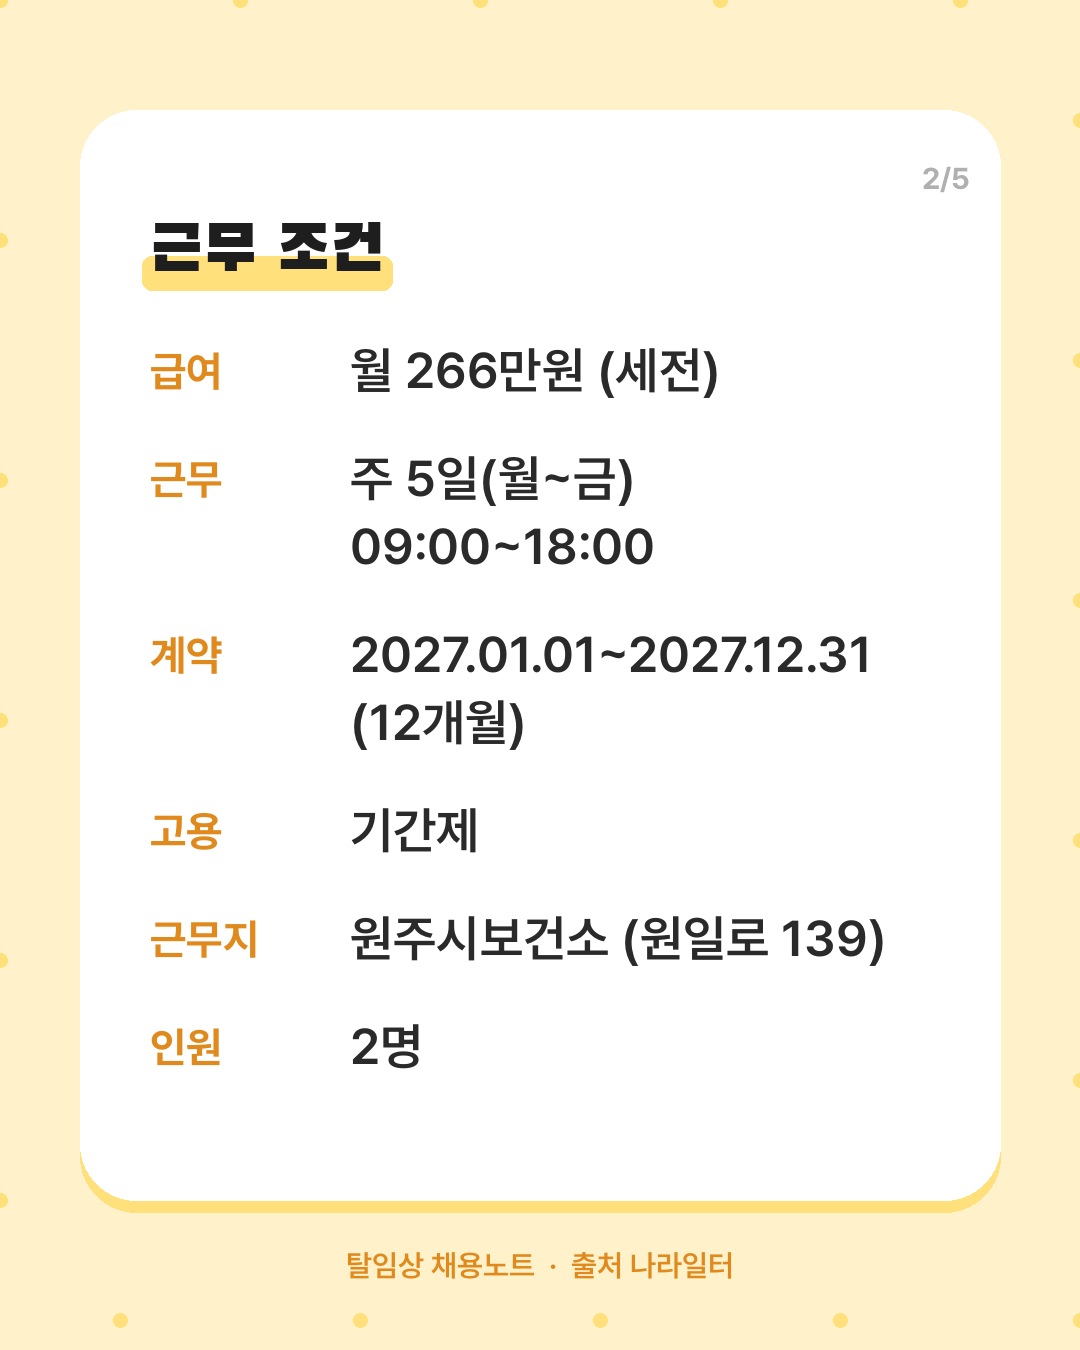 2/5
근무 조건
급여 월 266만원 (세전)
근무 주 5일(월~금)
09:00~18:00
계약 2027.01.01~2027.12.31
(12개월)
고용 기간제
근무지 원주시보건소 (원일로 139)
인원 2명
탈임상 채용노트 · 출처 나라일터